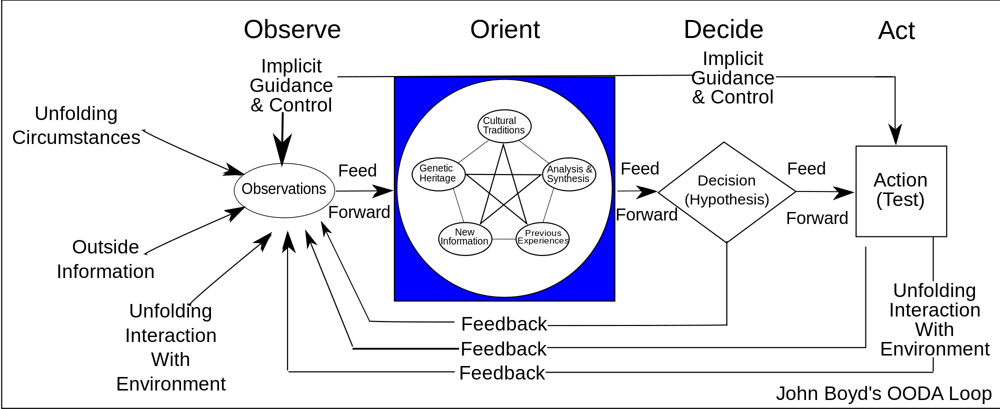 Observe
Orient
Decide
Act
Implicit
Guidance
& Control
Implicit
Guidance
& Control
Unfolding
Circumstances
Observations
Outside
Information
Unfolding
Interaction
With
Environment
Feed
Forward
Cultural
Traditions
Genetic
Heritage
Analysis &
Synthesis
New
Information
Previous
Experiences
Feed
Forward
Decision
(Hypothesis)
Feed
Forward
Action
(Test)
Unfolding
Interaction
With
Environment
Feedback
Feedback
Feedback
John Boyd's OODA Loop